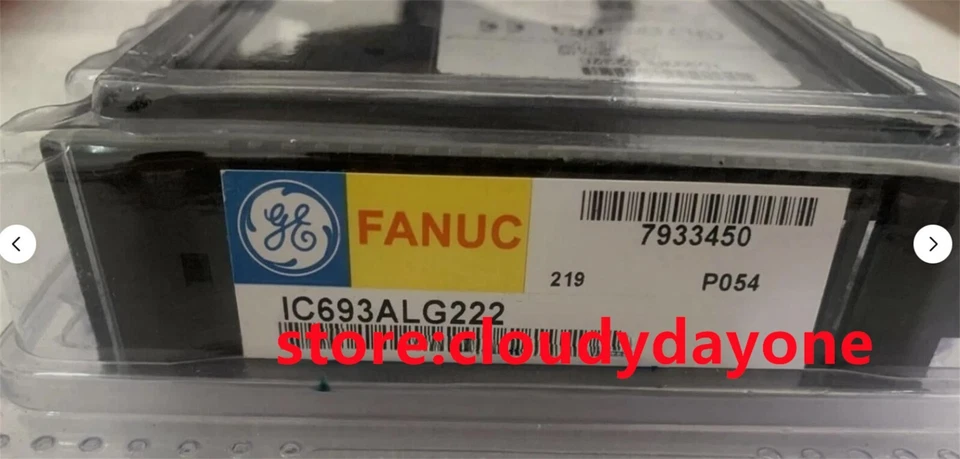 GE
FANUC
7933450
219
P054
IC693ALG222
store:cloudydayone